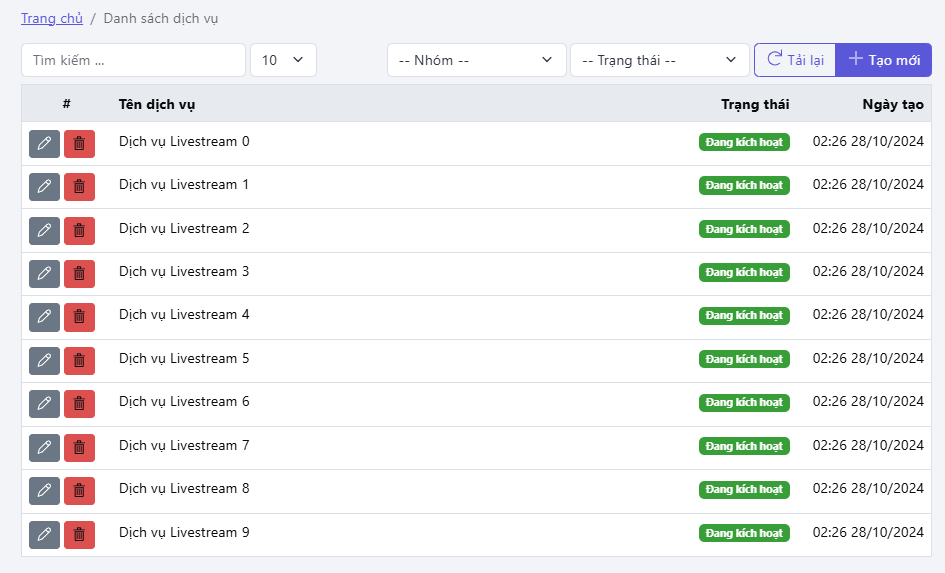 Trang chủ / Danh sách dịch vụ
Tìm kiếm ... 10 -- Nhóm -- -- Trạng thái -- Tải lại Tạo mới
# Tên dịch vụ Trạng thái Ngày tạo
Dịch vụ Livestream 0 Đang kích hoạt 02:26 28/10/2024
Dịch vụ Livestream 1 Đang kích hoạt 02:26 28/10/2024
Dịch vụ Livestream 2 Đang kích hoạt 02:26 28/10/2024
Dịch vụ Livestream 3 Đang kích hoạt 02:26 28/10/2024
Dịch vụ Livestream 4 Đang kích hoạt 02:26 28/10/2024
Dịch vụ Livestream 5 Đang kích hoạt 02:26 28/10/2024
Dịch vụ Livestream 6 Đang kích hoạt 02:26 28/10/2024
Dịch vụ Livestream 7 Đang kích hoạt 02:26 28/10/2024
Dịch vụ Livestream 8 Đang kích hoạt 02:26 28/10/2024
Dịch vụ Livestream 9 Đang kích hoạt 02:26 28/10/2024